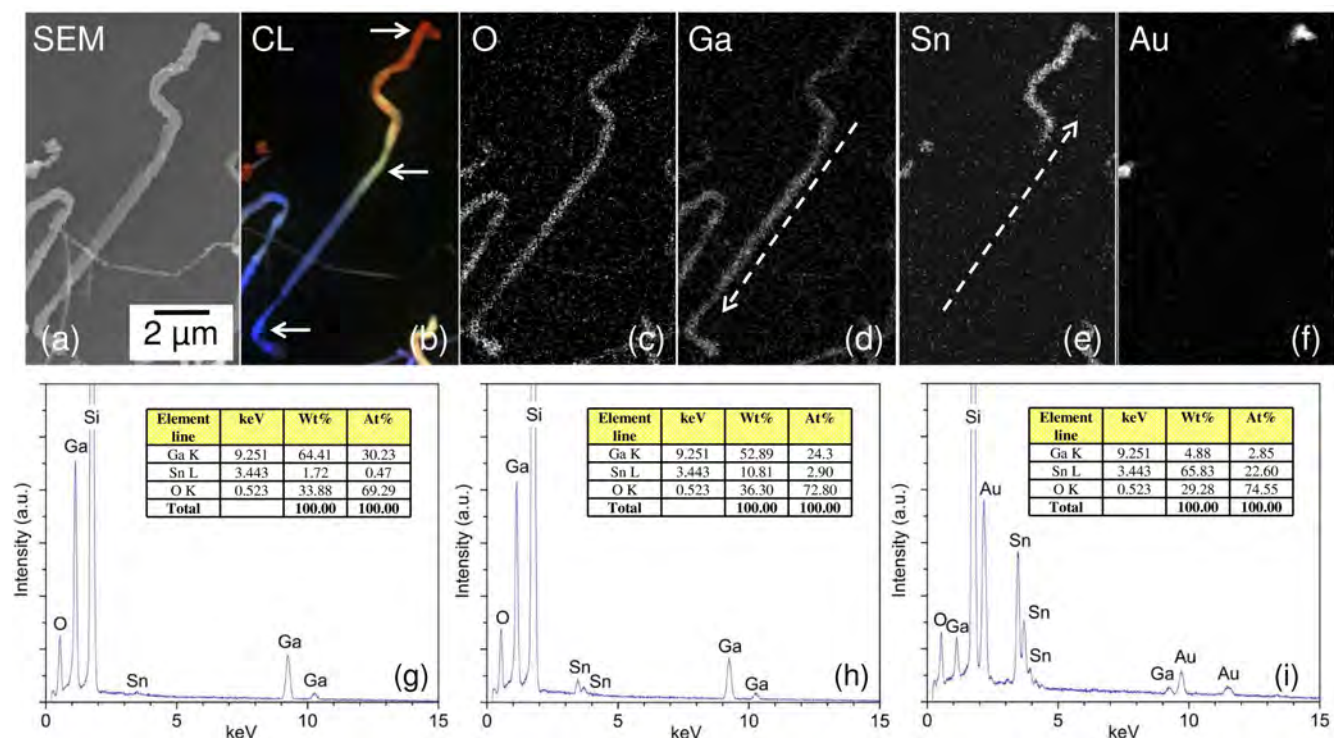 SEM
CL
O
Ga
Sn
Au
2 µm
(a)
(b)
(c)
(d)
(e)
(f)
Intensity (a.u.)
O
Ga
Si
Sn
Ga
Ga
Element line keV Wt% At%
Ga K 9.251 64.41 30.23
Sn L 3.443 1.72 0.47
O K 0.523 33.88 69.29
Total 100.00 100.00
(g)
0 5 10 15
keV
Intensity (a.u.)
O
Ga
Si
Sn
Sn
Ga
Ga
Element line keV Wt% At%
Ga K 9.251 52.89 24.3
Sn L 3.443 10.81 2.90
O K 0.523 36.30 72.80
Total 100.00 100.00
(h)
0 5 10 15
keV
Intensity (a.u.)
O
Ga
Si
Au
Sn
Sn
Sn
Ga
Au
Au
Element line keV Wt% At%
Ga K 9.251 4.88 2.85
Sn L 3.443 65.83 22.60
O K 0.523 29.28 74.55
Total 100.00 100.00
(i)
0 5 10 15
keV